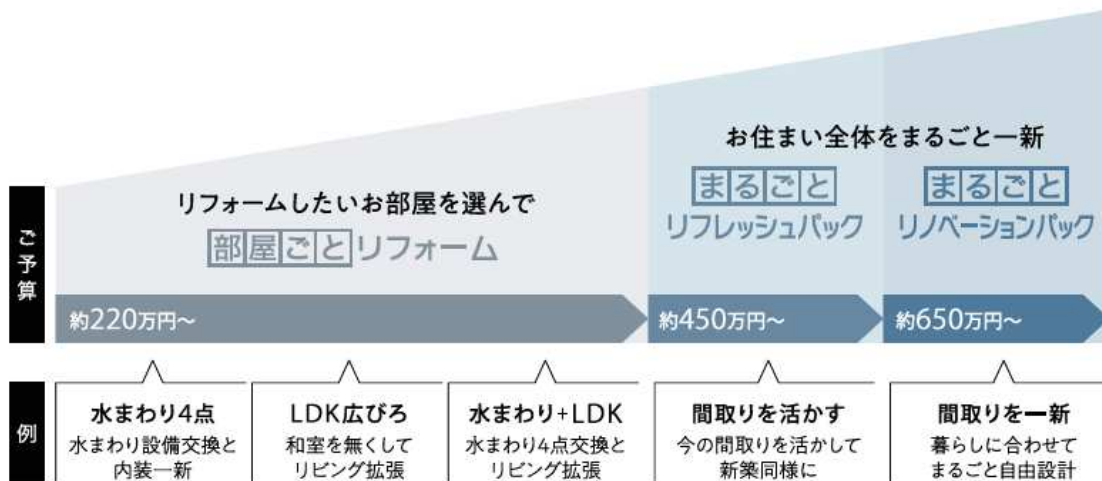 お住まい全体をまるごと一新
リフォームしたいお部屋を選んで
部屋ごとリフォーム
まるごと
リフレッシュパック
まるごと
リノベーションパック
ご予算
約220万円〜
約450万円〜
約650万円〜
例
水まわり4点
水まわり設備交換と
内装一新
LDK広びろ
和室を無くして
リビング拡張
水まわり+LDK
水まわり4点交換と
リビング拡張
間取りを活かす
今の間取りを活かして
新築同様に
間取りを一新
暮らしに合わせて
まるごと自由設計